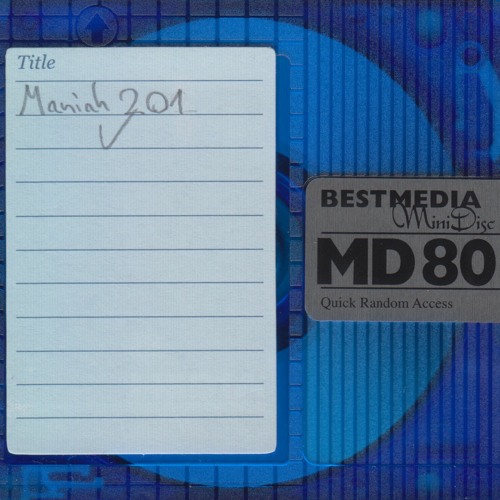 Title
Maniah 201
BESTMEDIA
MiniDisc
MD 80
Quick Random Access